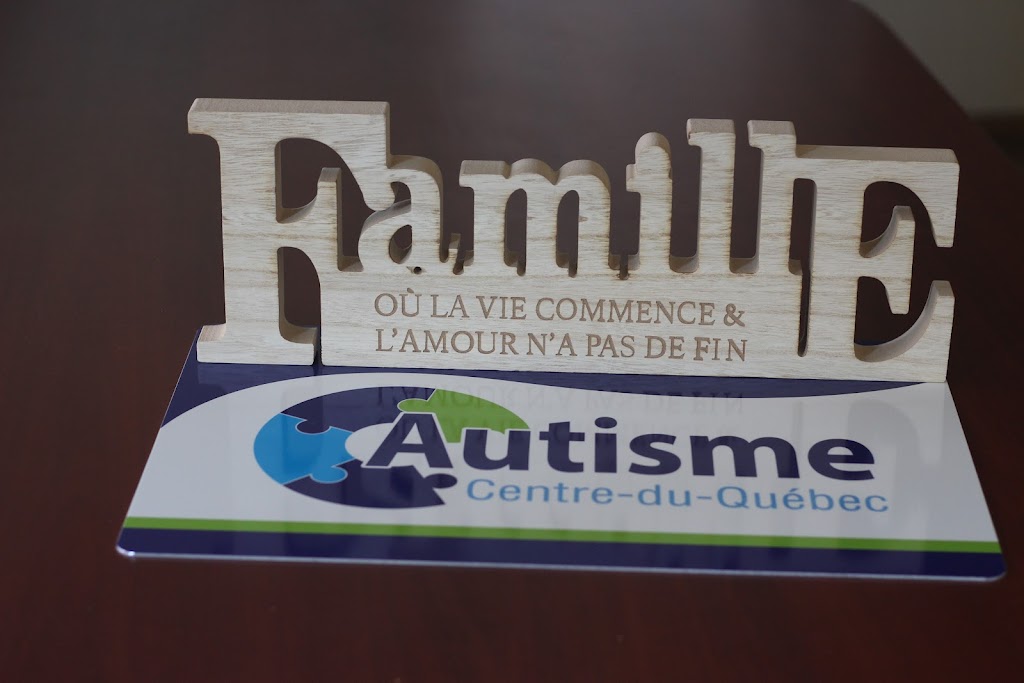 FamillE
OÙ LA VIE COMMENCE &
L'AMOUR N'A PAS DE FIN
Autisme
Centre-du-Québec